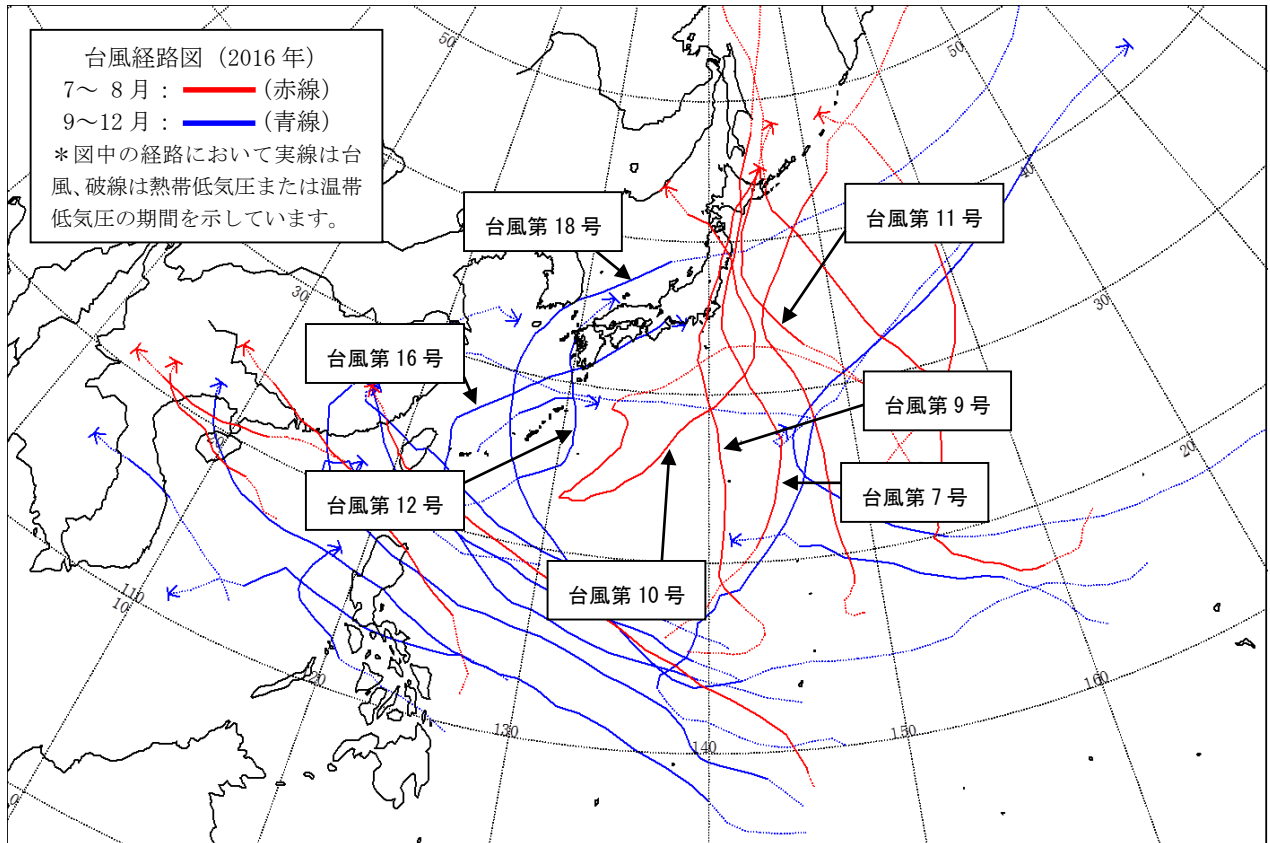 台風経路図 (2016 年)
7～ 8 月 : (赤線)
9～12 月 : (青線)
＊図中の経路において実線は台
風、破線は熱帯低気圧または温帯
低気圧の期間を示しています。
50
50
40
30
30
20
20
台風第 18 号
台風第 11 号
台風第 16 号
台風第 9 号
台風第 12 号
台風第 7 号
台風第 10 号
110
10
120
130
140
150
160